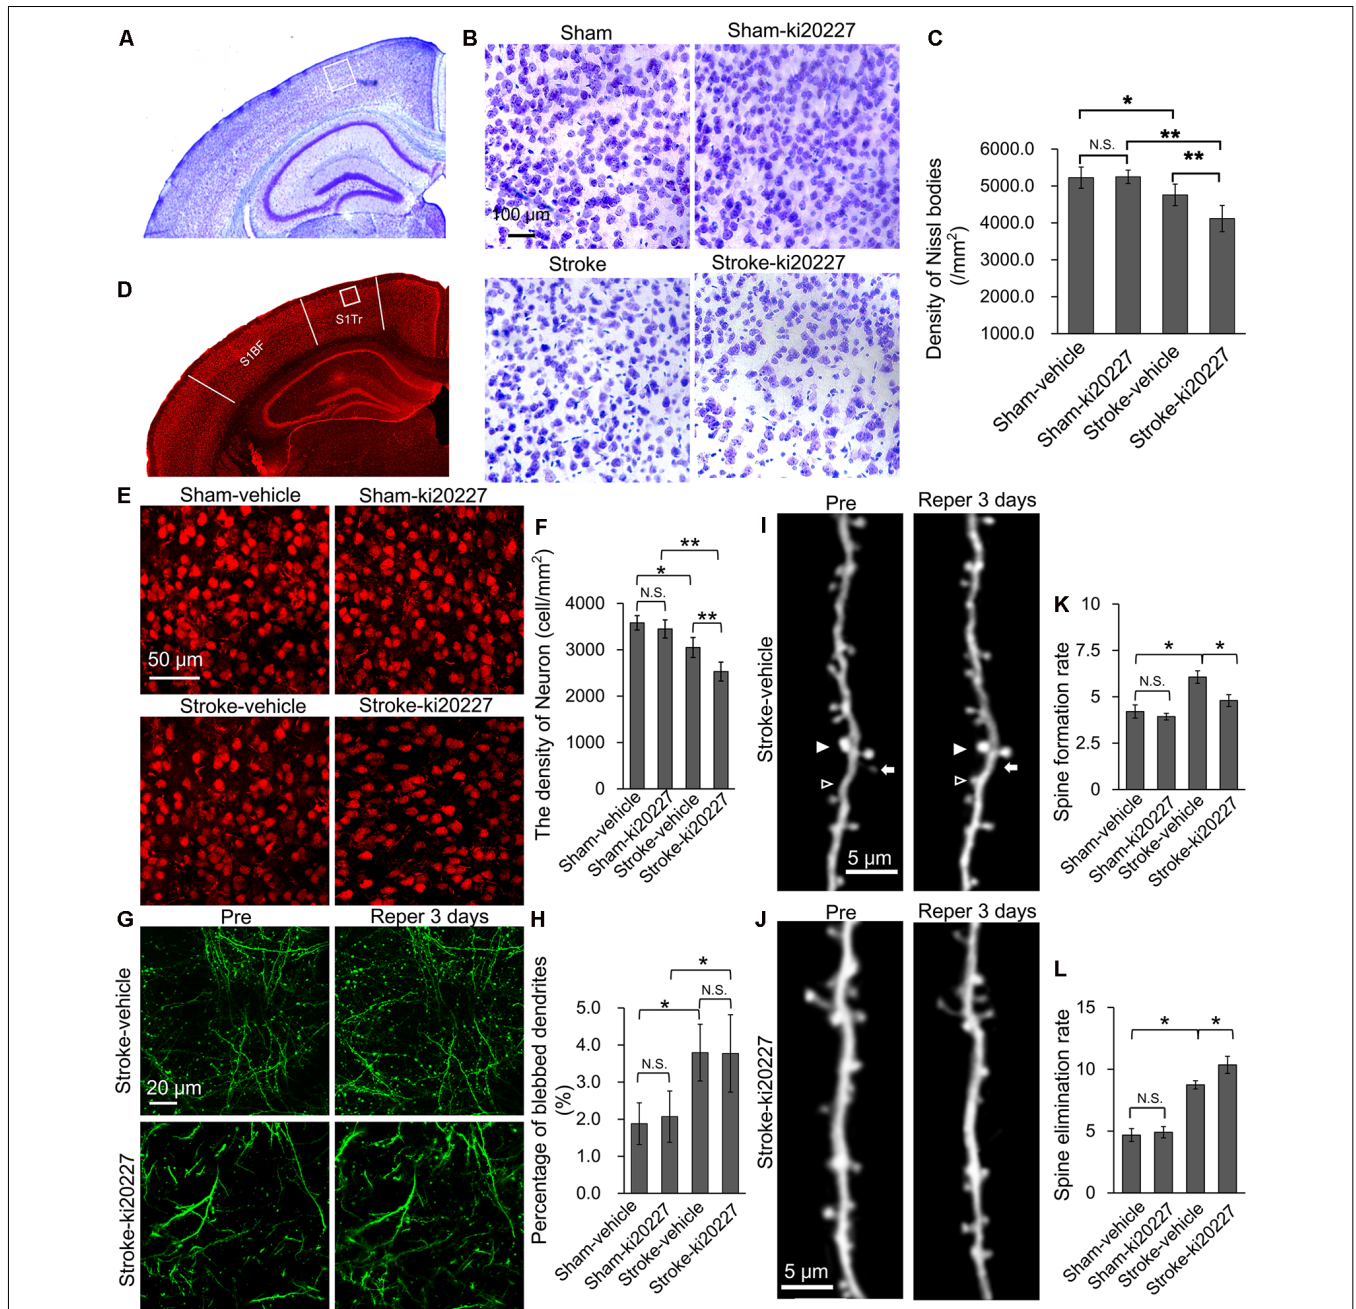 A
B
Sham
Sham-ki20227
100 µm
Stroke
Stroke-ki20227
C
*
**
N.S.
**
6000.0
5000.0
4000.0
3000.0
2000.0
1000.0
Density of Nissl bodies
(/mm²)
Sham-vehicle
Sham-ki20227
Stroke-vehicle
Stroke-ki20227
D
S1BF
S1Tr
E
Sham-vehicle
Sham-ki20227
50 µm
Stroke-vehicle
Stroke-ki20227
F
**
*
N.S.
**
4000
3000
2000
1000
0
The density of Neuron (cell/mm²)
Sham-vehicle
Sham-ki20227
Stroke-vehicle
Stroke-ki20227
G
Pre
Reper 3 days
Stroke-vehicle
20 µm
Stroke-ki20227
H
*
*
N.S.
N.S.
5.0
4.0
3.0
2.0
1.0
0.0
Percentage of blebbed dendrites
(%)
Sham-vehicle
Sham-ki20227
Stroke-vehicle
Stroke-ki20227
I
Pre
Reper 3 days
Stroke-vehicle
5 µm
J
Pre
Reper 3 days
Stroke-ki20227
5 µm
K
10
7.5
5
2.5
0
*
*
N.S.
Spine formation rate
Sham-vehicle
Sham-ki20227
Stroke-vehicle
Stroke-ki20227
L
15
10
5
0
*
*
N.S.
Spine elimination rate
Sham-vehicle
Sham-ki20227
Stroke-vehicle
Stroke-ki20227